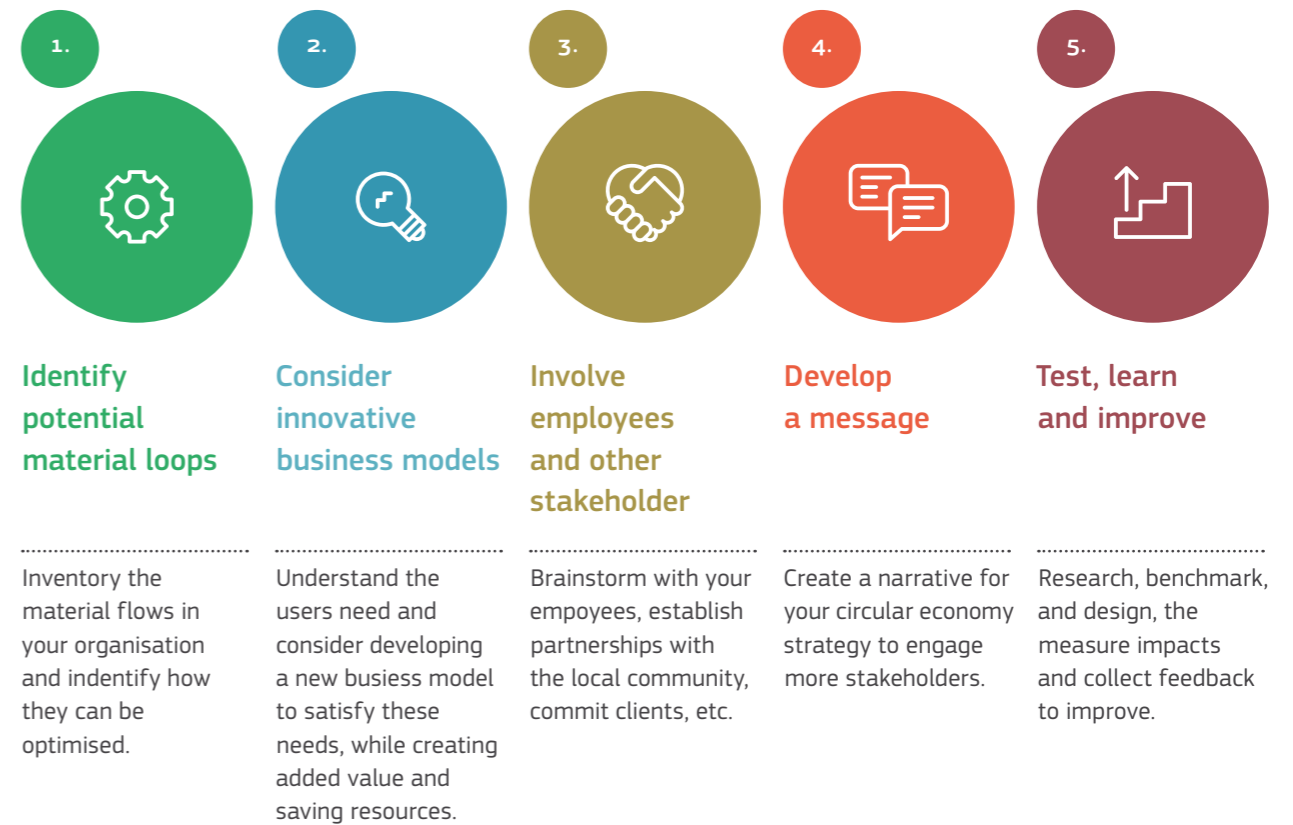 1.
2.
3.
4.
5.
Identify
potential
material loops
Consider
innovative
business models
Involve
employees
and other
stakeholder
Develop
a message
Test, learn
and improve
Inventory the
material flows in
your organisation
and indentify how
they can be
optimised.
Understand the
users need and
consider developing
a new busiess model
to satisfy these
needs, while creating
added value and
saving resources.
Brainstorm with your
empoyees, establish
partnerships with
the local community,
commit clients, etc.
Create a narrative for
your circular economy
strategy to engage
more stakeholders.
Research, benchmark,
and design, the
measure impacts
and collect feedback
to improve.